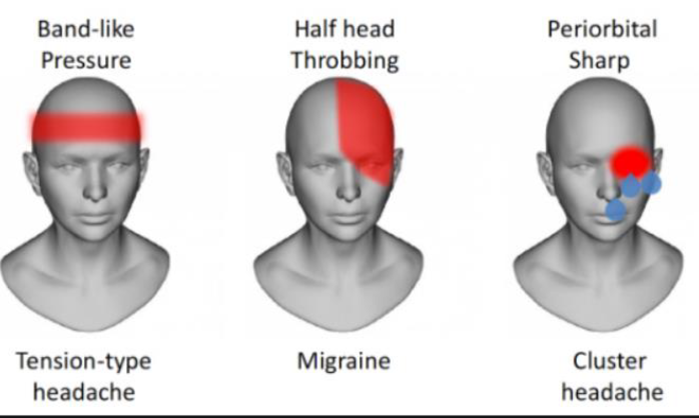 Band-like
Pressure
Half head
Throbbing
Periorbital
Sharp
Tension-type
headache
Migraine
Cluster
headache